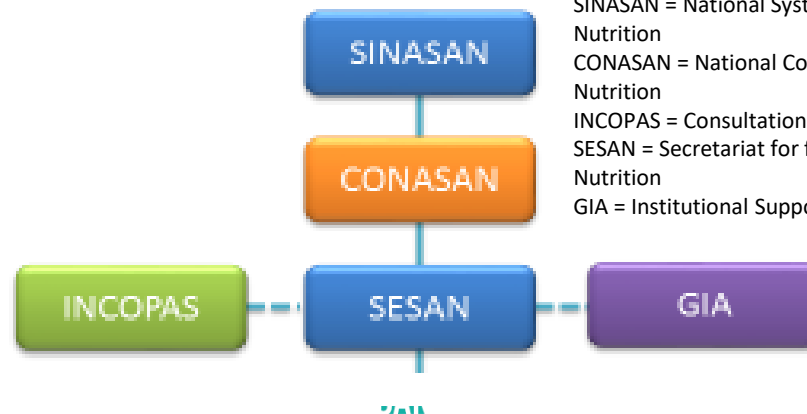 SINASAN = National Syst
Nutrition
CONASAN = National Co
Nutrition
INCOPAS = Consultation
SESAN = Secretariat for
Nutrition
GIA = Institutional Suppo
SINASAN
CONASAN
INCOPAS
SESAN
GIA